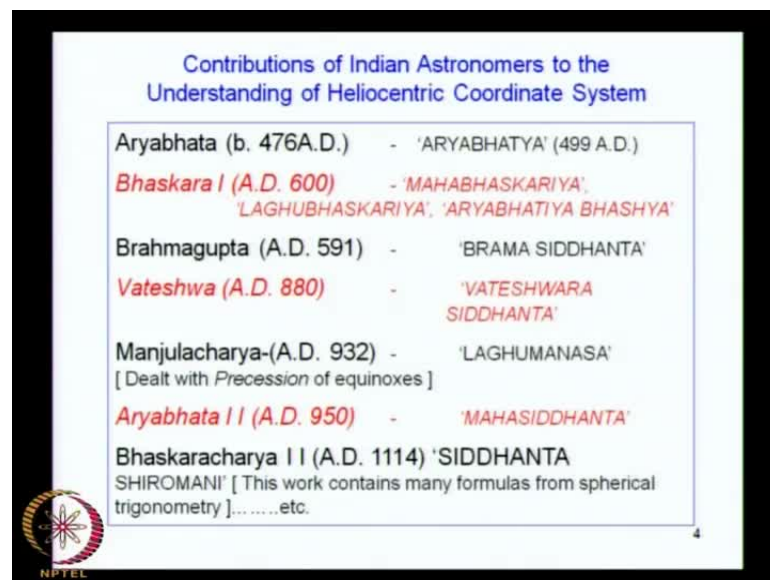 Contributions of Indian Astronomers to the
Understanding of Heliocentric Coordinate System
Aryabhata (b. 476A.D.) - 'ARYABHATYA' (499 A.D.)
Bhaskara I (A.D. 600) - 'MAHABHASKARIYA',
'LAGHUBHASKARIYA', 'ARYABHATIYA BHASHYA'
Brahmagupta (A.D. 591) - 'BRAMA SIDDHANTA'
Vateshwa (A.D. 880) - 'VATESHWARA
SIDDHANTA'
Manjulacharya-(A.D. 932) - 'LAGHUMANASA'
[ Dealt with Precession of equinoxes ]
Aryabhata I I (A.D. 950) - 'MAHASIDDHANTA'
Bhaskaracharya I I (A.D. 1114) 'SIDDHANTA
SHIROMANI' [ This work contains many formulas from spherical
trigonometry ]... .....etc.
4
NPTEL